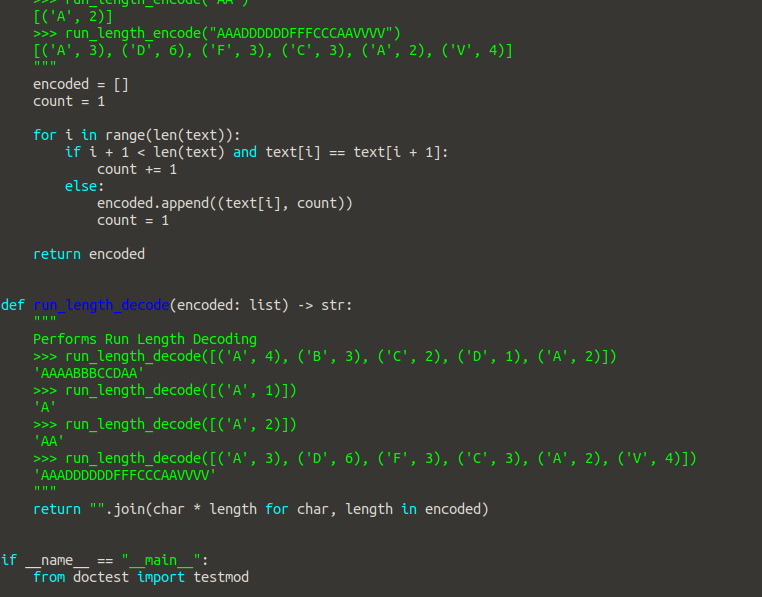 >>> run_length_encode("AA")
[('A', 2)]
>>> run_length_encode("AAADDDDDDFFFCCCAAVVVV")
[('A', 3), ('D', 6), ('F', 3), ('C', 3), ('A', 2), ('V', 4)]
"""
encoded = []
count = 1
for i in range(len(text)):
if i + 1 < len(text) and text[i] == text[i + 1]:
count += 1
else:
encoded.append((text[i], count))
count = 1
return encoded
def run_length_decode(encoded: list) -> str:
"""
Performs Run Length Decoding
>>> run_length_decode([('A', 4), ('B', 3), ('C', 2), ('D', 1), ('A', 2)])
'AAAABBBCCDAA'
>>> run_length_decode([('A', 1)])
'A'
>>> run_length_decode([('A', 2)])
'AA'
>>> run_length_decode([('A', 3), ('D', 6), ('F', 3), ('C', 3), ('A', 2), ('V', 4)])
'AAADDDDDDFFFCCCAAVVVV'
"""
return "".join(char * length for char, length in encoded)
if __name__ == "__main__":
from doctest import testmod